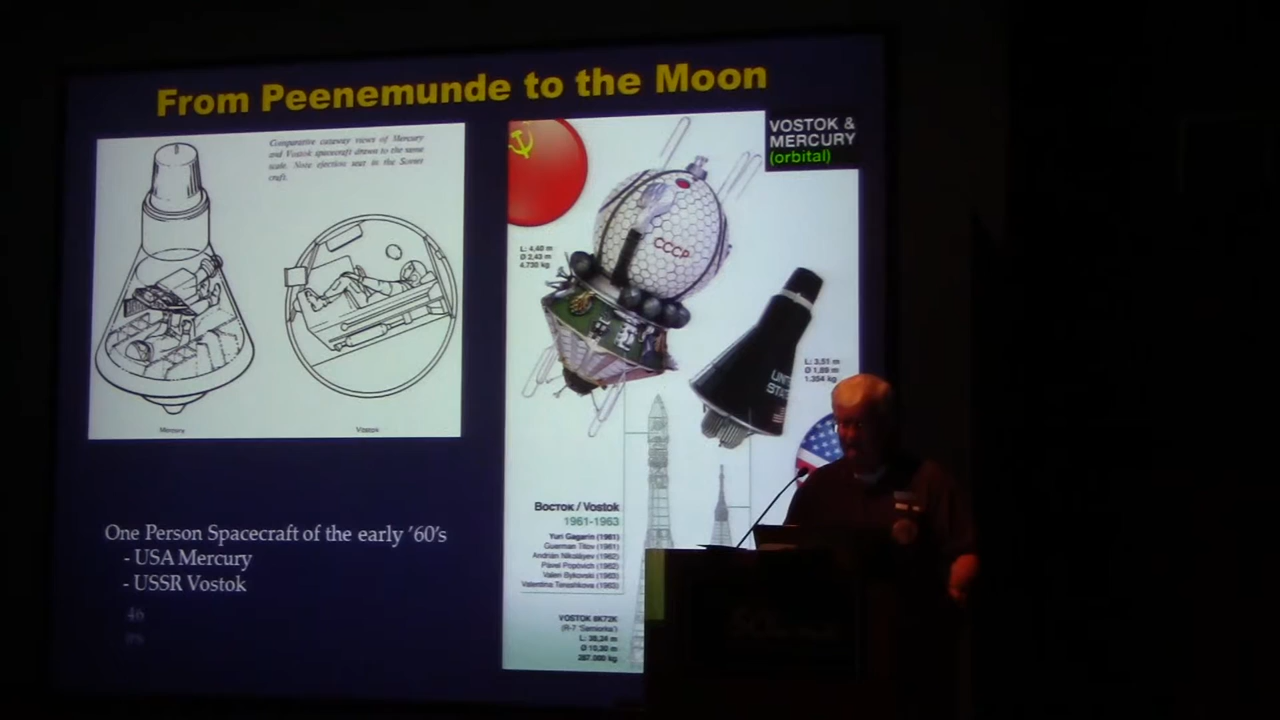 From Peenemunde to the Moon
Comparative cutaway views of Mercury
and Vostok spacecraft drawn to the same
scale. Note ejection seat in the Soviet
craft.
Mercury
Vostok
One Person Spacecraft of the early '60's
- USA Mercury
- USSR Vostok
46
VOSTOK &
MERCURY
(orbital)
L: 4,40 m
Ø 2,43 m
4.730 kg
CCCP
L: 3,51 m
Ø 1,89 m
1.354 kg
UNIT
STAT
Восток / Vostok
1961-1963
Yuri Gagarin (1961)
Guerman Titov (1961)
Andrian Nikoláyev (1962)
Pavel Popovich (1962)
Valeri Bykovski (1963)
Valentina Tereshkova (1963)
VOSTOK 8K72K
(R-7 'Semiorka')
L: 38,24 m
Ø 10,30 m
287.000 kg